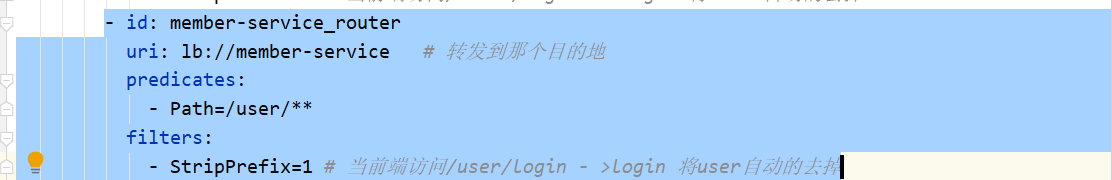 - id: member-service_router
uri: lb://member-service # 转发到那个目的地
predicates:
- Path=/user/**
filters:
- StripPrefix=1 # 当前端访问/user/Login - >login 将user自动的去掉